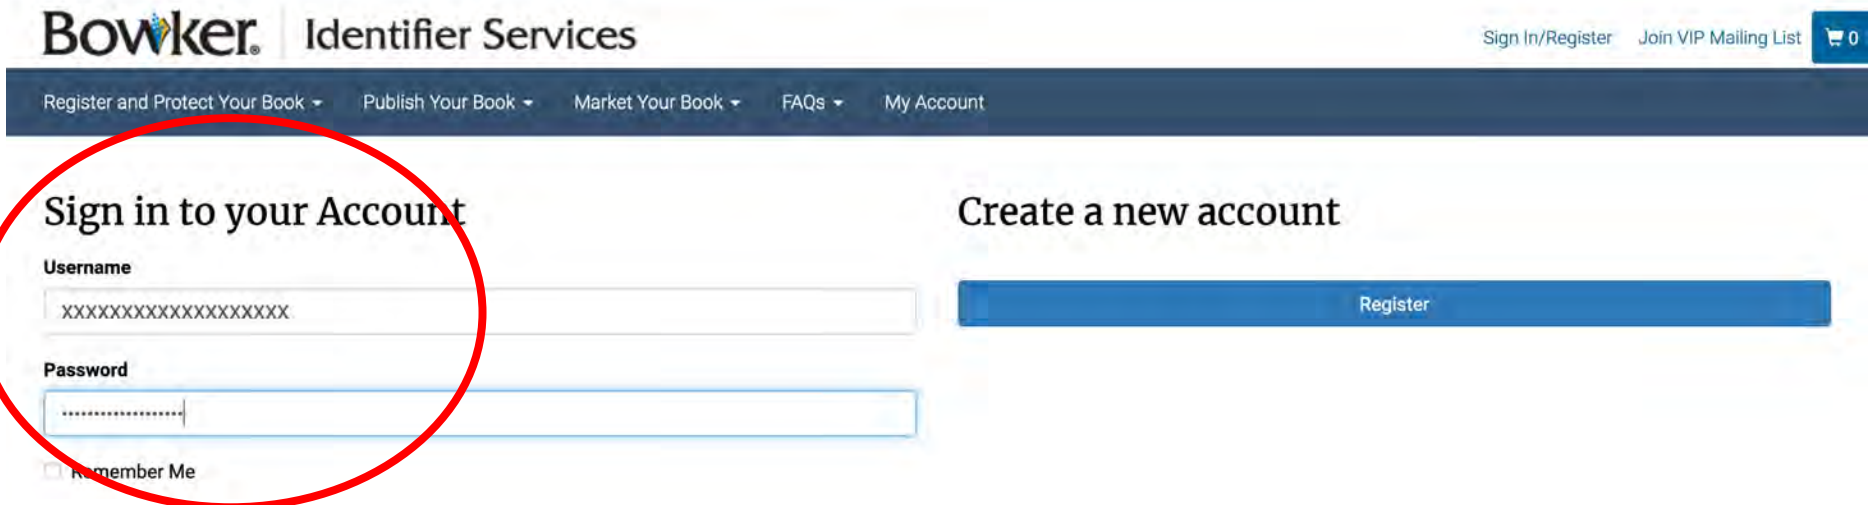 Bowker. Identifier Services
Sign In/Register Join VIP Mailing List 0
Register and Protect Your Book Publish Your Book Market Your Book FAQs My Account
Sign in to your Account
Username
xxxxxxxxxxxxxxxxxxx
Password
...................
Remember Me
Create a new account
Register